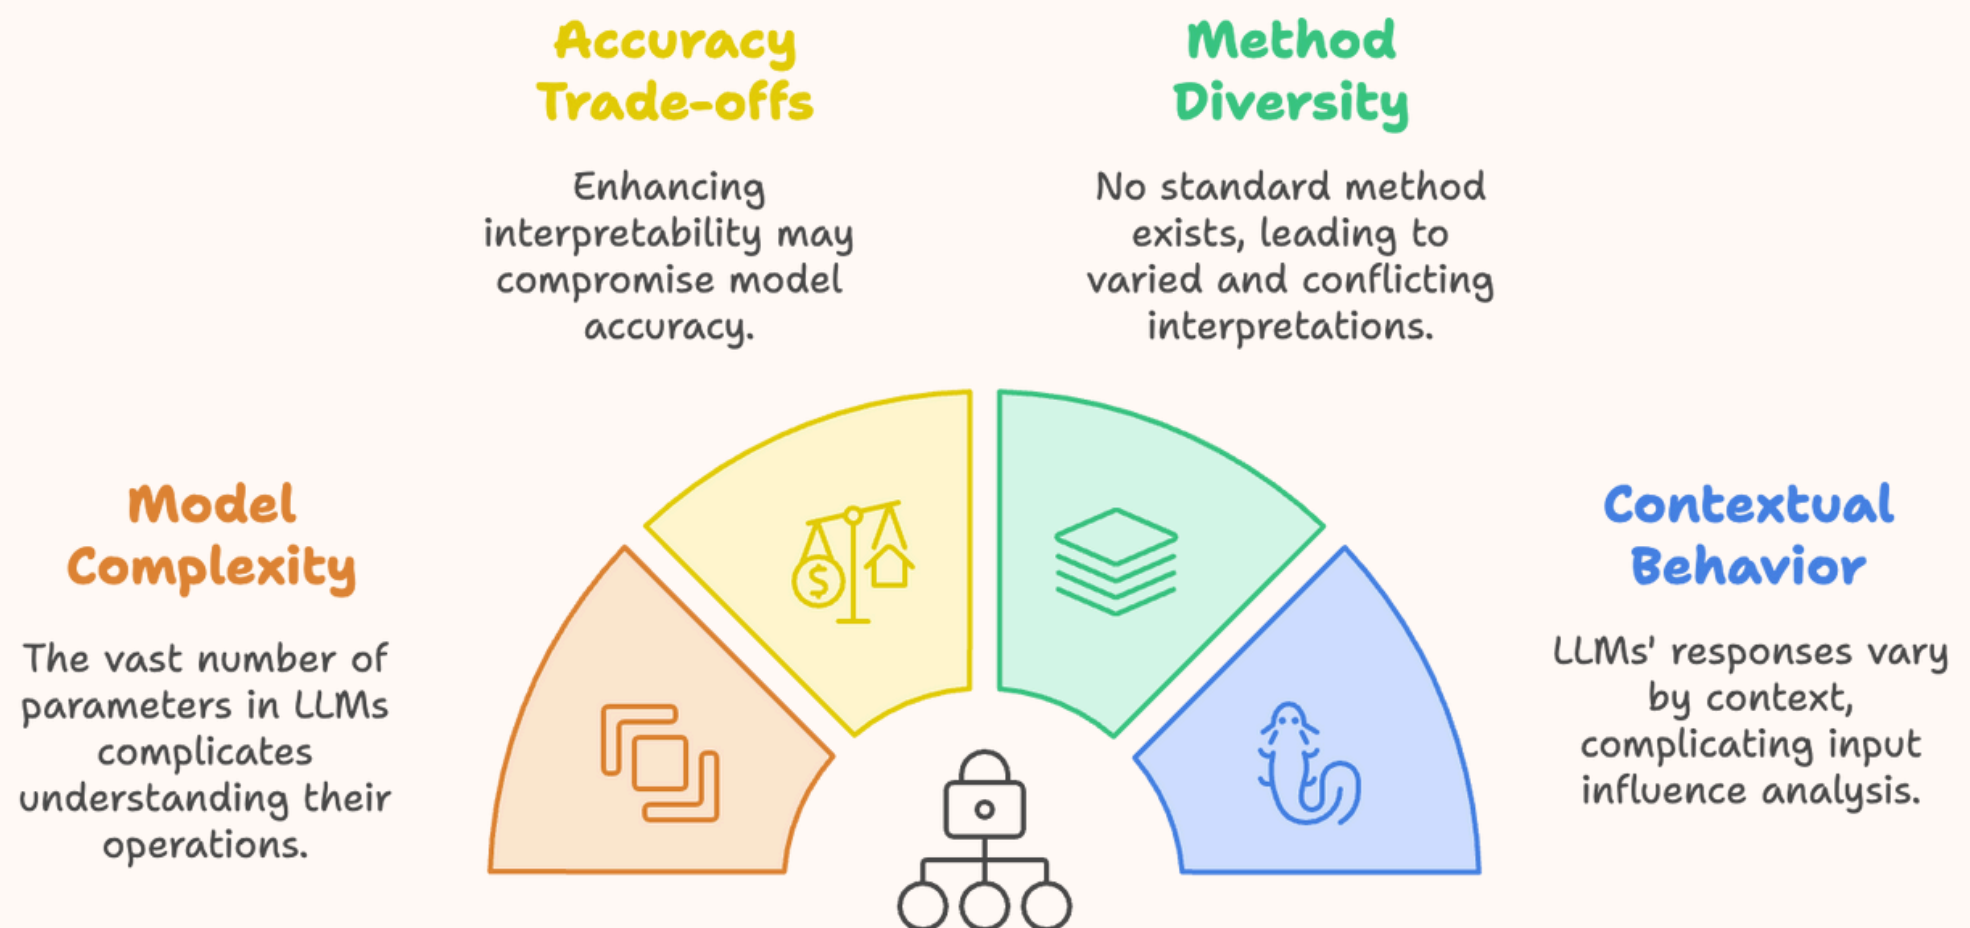 Accuracy
Trade-offs
Enhancing
interpretability may
compromise model
accuracy.
Method
Diversity
No standard method
exists, leading to
varied and conflicting
interpretations.
Model
Complexity
The vast number of
parameters in LLMs
complicates
understanding their
operations.
$
Contextual
Behavior
LLMs' responses vary
by context,
complicating input
influence analysis.